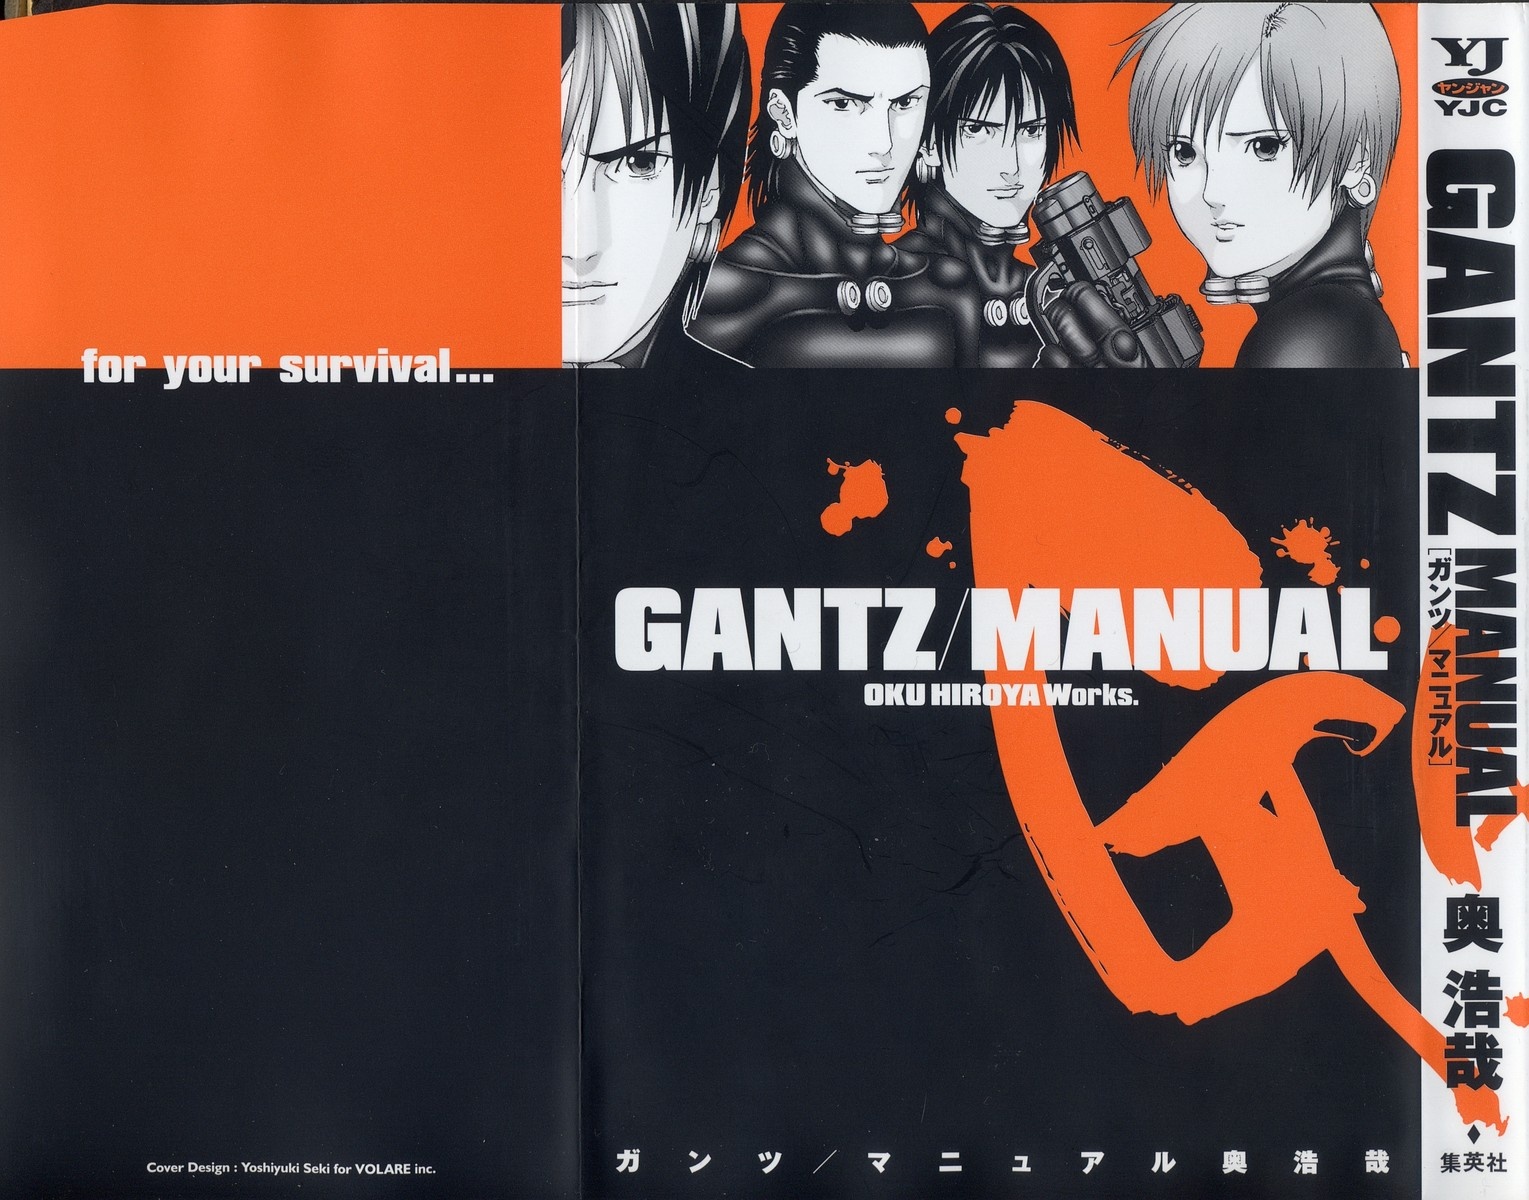 for your survival...
Cover Design : Yoshiyuki Seki for VOLARE inc.
GANTZ/MANUAL
OKU HIROYA Works.
ガンツ／マニュアル 奥浩哉
YJ
ヤンジャン
YJC
GANTZ MANUAL
[ガンツ／マニュアル]
奥 浩哉
集英社